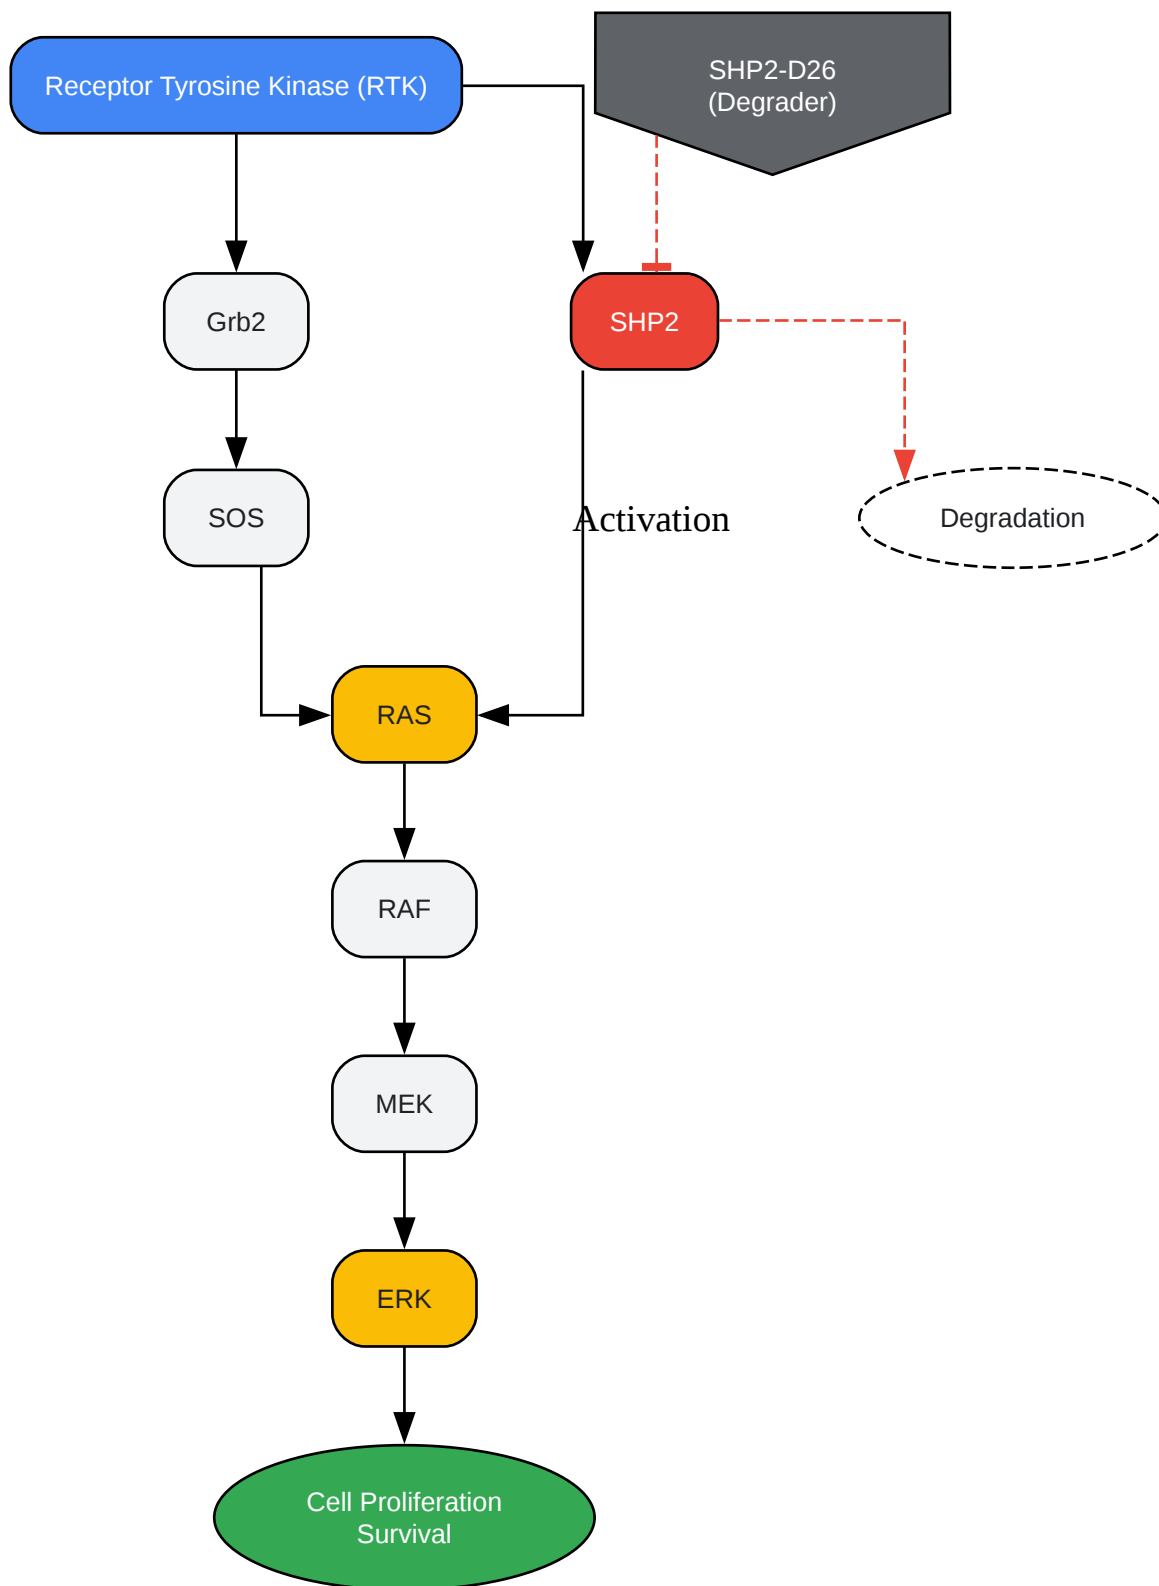 Receptor Tyrosine Kinase (RTK)
SHP2-D26
(Degrader)
Grb2
SHP2
SOS
Activation
Degradation
RAS
RAF
MEK
ERK
Cell Proliferation
Survival